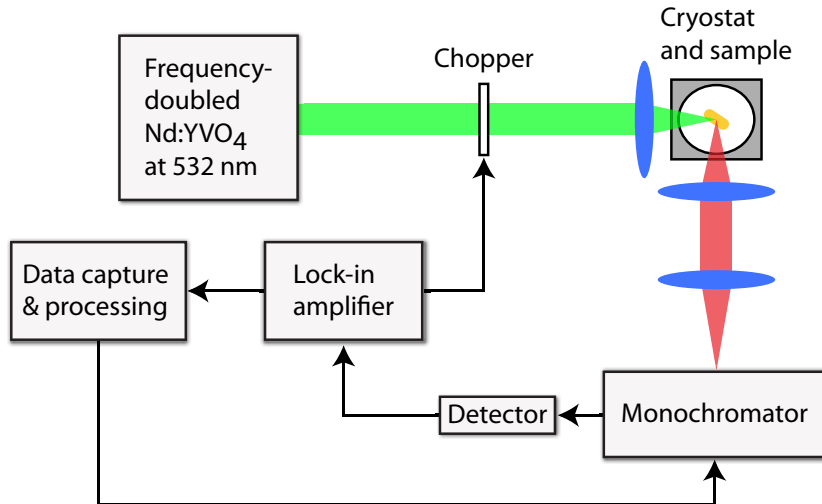 Cryostat
and sample
Chopper
Frequency-
doubled
Nd:YVO4
at 532 nm
Data capture
& processing
Lock-in
amplifier
Detector
Monochromator